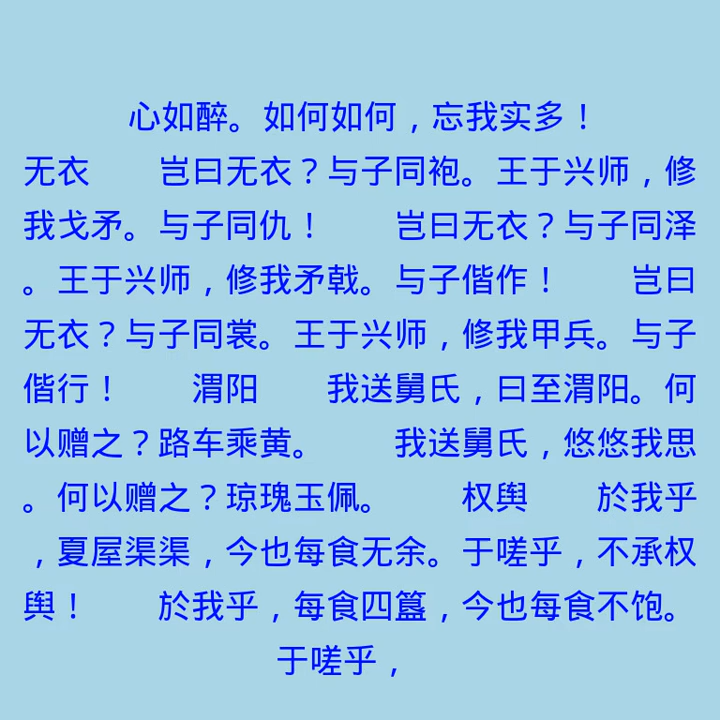 心如醉。如何如何，忘我实多！
无衣　　岂曰无衣？与子同袍。王于兴师，修
我戈矛。与子同仇！　　岂曰无衣？与子同泽
。王于兴师，修我矛戟。与子偕作！　　岂曰
无衣？与子同裳。王于兴师，修我甲兵。与子
偕行！　　渭阳　　我送舅氏，曰至渭阳。何
以赠之？路车乘黄。　　我送舅氏，悠悠我思
。何以赠之？琼瑰玉佩。　　权舆　　於我乎
，夏屋渠渠，今也每食无余。于嗟乎，不承权
舆！　　於我乎，每食四簋，今也每食不饱。
于嗟乎，